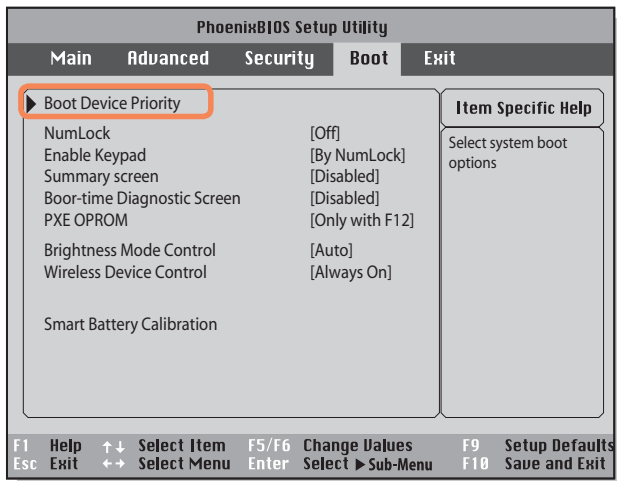 PhoenixBIOS Setup Utility
Main Advanced Security Boot Exit
Boot Device Priority
NumLock [Off]
Enable Keypad [By NumLock]
Summary screen [Disabled]
Boor-time Diagnostic Screen [Disabled]
PXE OPROM [Only with F12]
Brightness Mode Control [Auto]
Wireless Device Control [Always On]
Smart Battery Calibration
Item Specific Help
Select system boot
options
F1 Help ↑↓ Select Item F5/F6 Change Values F9 Setup Defaults
Esc Exit ←→ Select Menu Enter Select ▶ Sub-Menu F10 Save and Exit